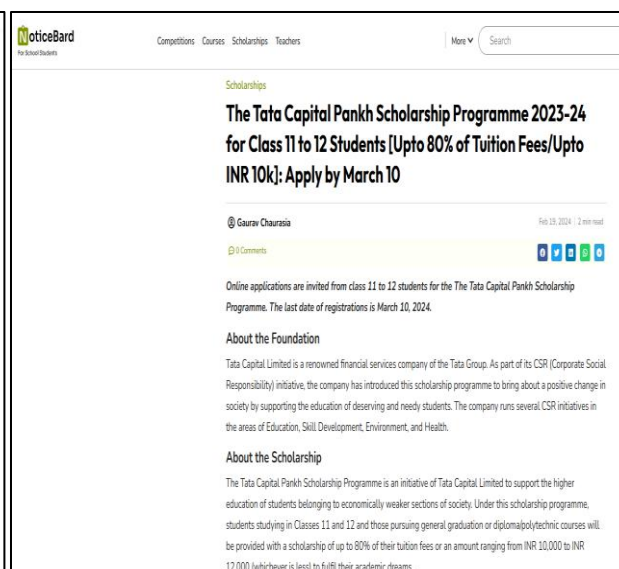 NoticeBard
For School Students
Competitions Courses Scholarships Teachers
More
Search
Scholarships
The Tata Capital Pankh Scholarship Programme 2023-24
for Class 11 to 12 Students [Upto 80% of Tuition Fees/Upto
INR 10k]: Apply by March 10
Gaurav Chaurasia
Feb 19, 2024 | 2 min read
0 Comments
Online applications are invited from class 11 to 12 students for the The Tata Capital Pankh Scholarship
Programme. The last date of registrations is March 10, 2024.
About the Foundation
Tata Capital Limited is a renowned financial services company of the Tata Group. As part of its CSR (Corporate Social
Responsibility) initiative, the company has introduced this scholarship programme to bring about a positive change in
society by supporting the education of deserving and needy students. The company runs several CSR initiatives in
the areas of Education, Skill Development, Environment, and Health.
About the Scholarship
The Tata Capital Pankh Scholarship Programme is an initiative of Tata Capital Limited to support the higher
education of students belonging to economically weaker sections of society. Under this scholarship programme,
students studying in Classes 11 and 12 and those pursuing general graduation or diploma/polytechnic courses will
be provided with a scholarship of up to 80% of their tuition fees or an amount ranging from INR 10,000 to INR
12,000 (whichever is less) to fulfil their academic dreams.